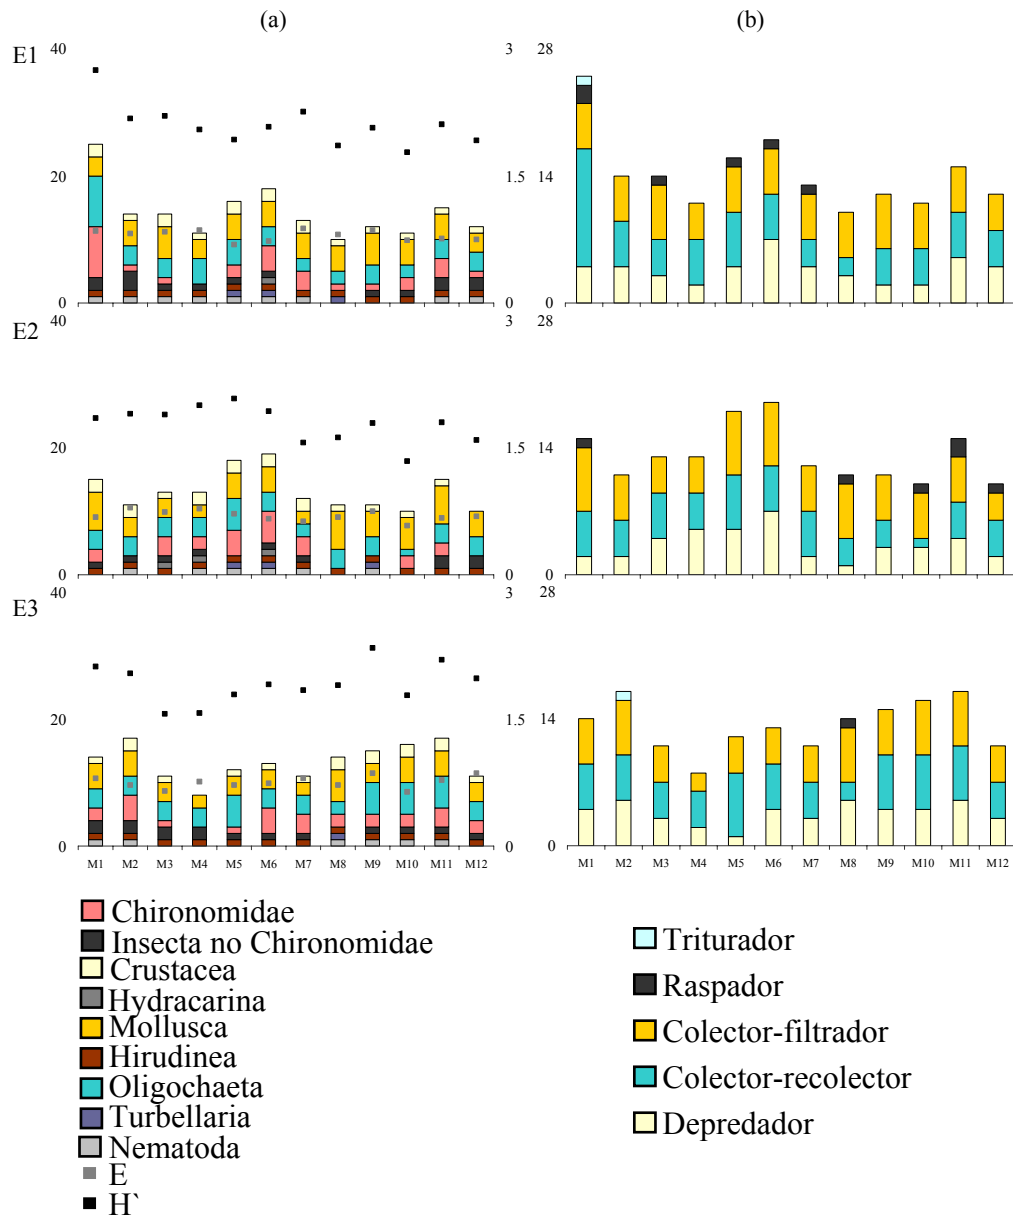 (a)
(b)
E1
40
3
28
20
1.5
14
0
0
0
E2
40
3
28
20
1.5
14
0
0
0
E3
40
3
28
20
1.5
14
0
0
0
M1 M2 M3 M4 M5 M6 M7 M8 M9 M10 M11 M12
M1 M2 M3 M4 M5 M6 M7 M8 M9 M10 M11 M12
Chironomidae
Insecta no Chironomidae
Crustacea
Hydracarina
Mollusca
Hirudinea
Oligochaeta
Turbellaria
Nematoda
E
H`
Triturador
Raspador
Colector-filtrador
Colector-recolector
Depredador